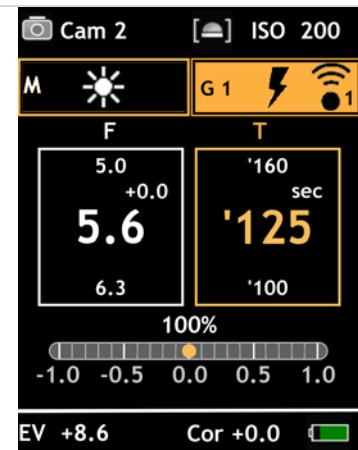 Cam 2 [ ] ISO 200
M G 1 1
F T
5.0 '160
+0.0 sec
5.6 '125
6.3 '100
100%
-1.0 -0.5 0.0 0.5 1.0
EV +8.6 Cor +0.0